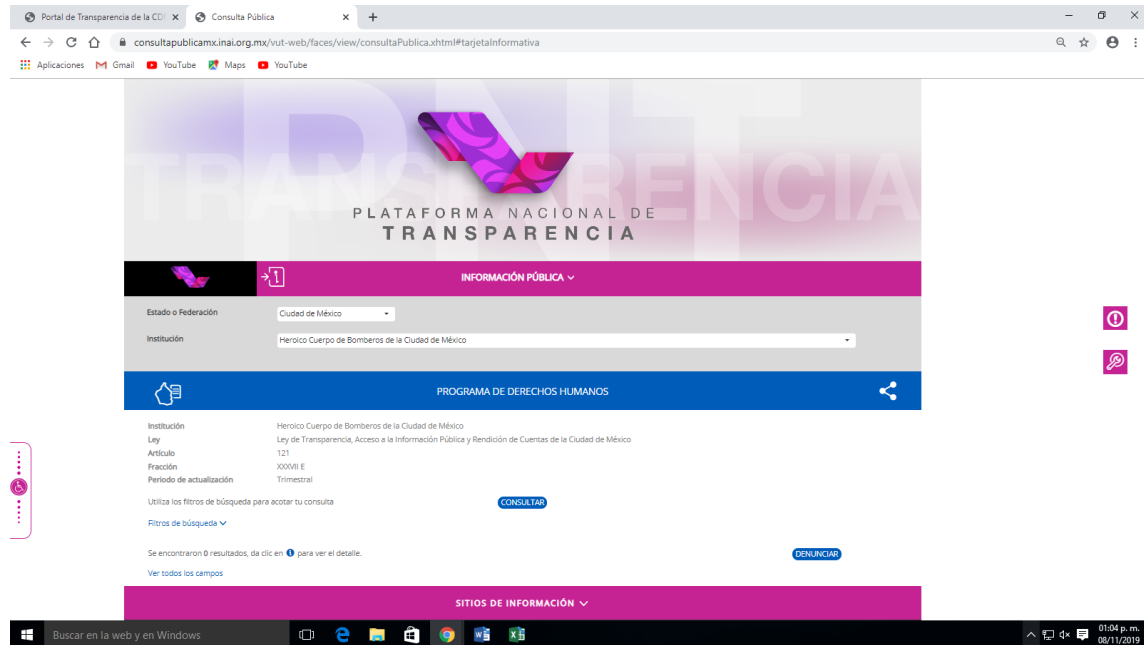 Portal de Transparencia de la CD
Consulta Pública
consultapublicamx.inai.org.mx/vut-web/faces/view/consultaPublica.xhtml#tarjetaInformativa
Aplicaciones Gmail YouTube Maps YouTube
PNT
TRANSPARENCIA
PLATAFORMA NACIONAL DE
TRANSPARENCIA
INFORMACIÓN PÚBLICA
Estado o Federación Ciudad de México
Institución Heroico Cuerpo de Bomberos de la Ciudad de México
PROGRAMA DE DERECHOS HUMANOS
Institución Heroico Cuerpo de Bomberos de la Ciudad de México
Ley Ley de Transparencia, Acceso a la Información Pública y Rendición de Cuentas de la Ciudad de México
Artículo 121
Fracción XXXVII E
Periodo de actualización Trimestral
Utiliza los filtros de búsqueda para acotar tu consulta CONSULTAR
Filtros de búsqueda
Se encontraron 0 resultados, da clic en para ver el detalle. DENUNCIAR
Ver todos los campos
SITIOS DE INFORMACIÓN
Buscar en la web y en Windows
01:04 p. m.
08/11/2019